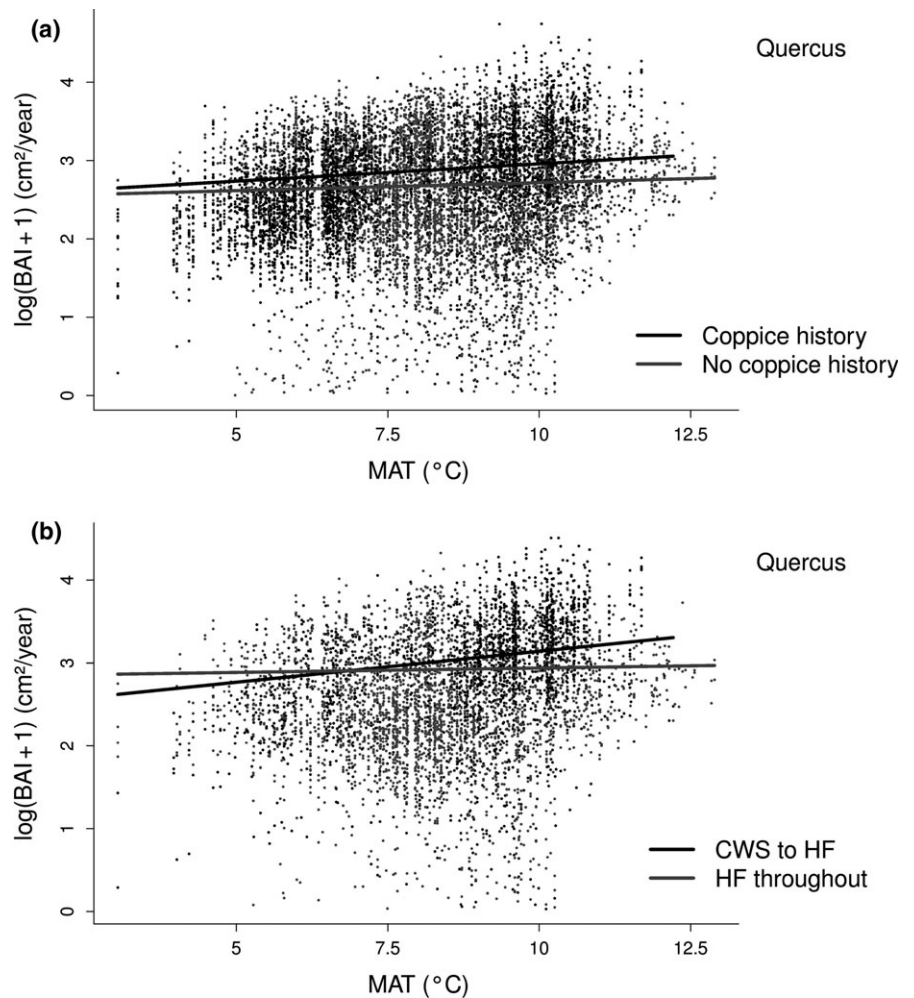 (a)
Quercus
log(BAI + 1) (cm²/year)
4
3
2
1
0
Coppice history
No coppice history
5
7.5
10
12.5
MAT (°C)
(b)
Quercus
log(BAI + 1) (cm²/year)
4
3
2
1
0
CWS to HF
HF throughout
5
7.5
10
12.5
MAT (°C)